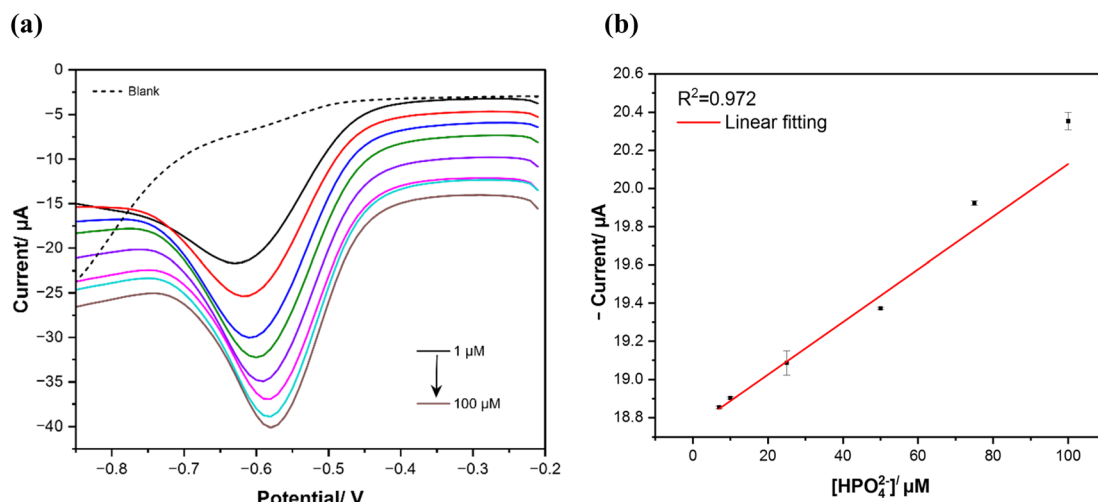 (a)
(b)
0
−5
−10
−15
−20
−25
−30
−35
−40
Current/ μA
Blank
1 μM
100 μM
−0.8
−0.7
−0.6
−0.5
−0.4
−0.3
−0.2
Potential/ V
20.6
20.4
20.2
20.0
19.8
19.6
19.4
19.2
19.0
18.8
− Current/ μA
R²=0.972
Linear fitting
0
20
40
60
80
100
[HPO₄²⁻]/ μM